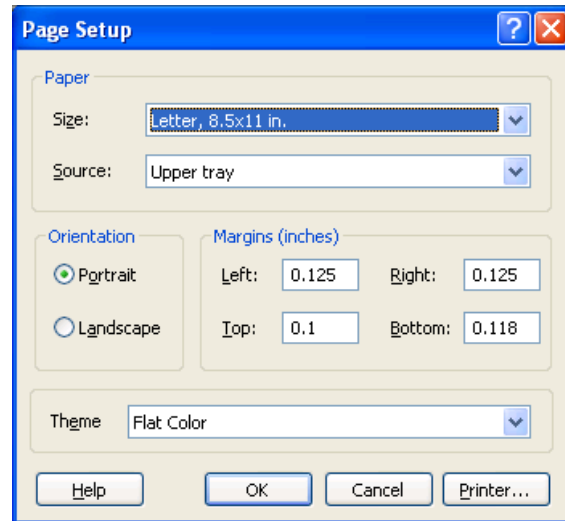 Page Setup
Paper
Size: Letter, 8.5x11 in.
Source: Upper tray
Orientation
Portrait
Landscape
Margins (inches)
Left: 0.125 Right: 0.125
Top: 0.1 Bottom: 0.118
Theme Flat Color
Help OK Cancel Printer...